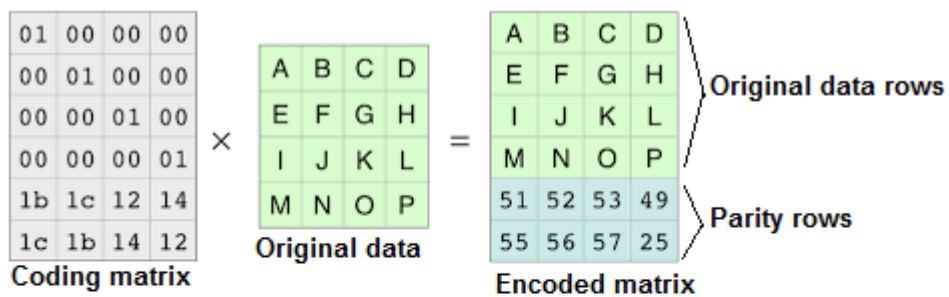 01 00 00 00
00 01 00 00
00 00 01 00
00 00 00 01
1b 1c 12 14
1c 1b 14 12
Coding matrix
×
A B C D
E F G H
I J K L
M N O P
Original data
=
A B C D
E F G H
I J K L
M N O P
51 52 53 49
55 56 57 25
Encoded matrix
Original data rows
Parity rows